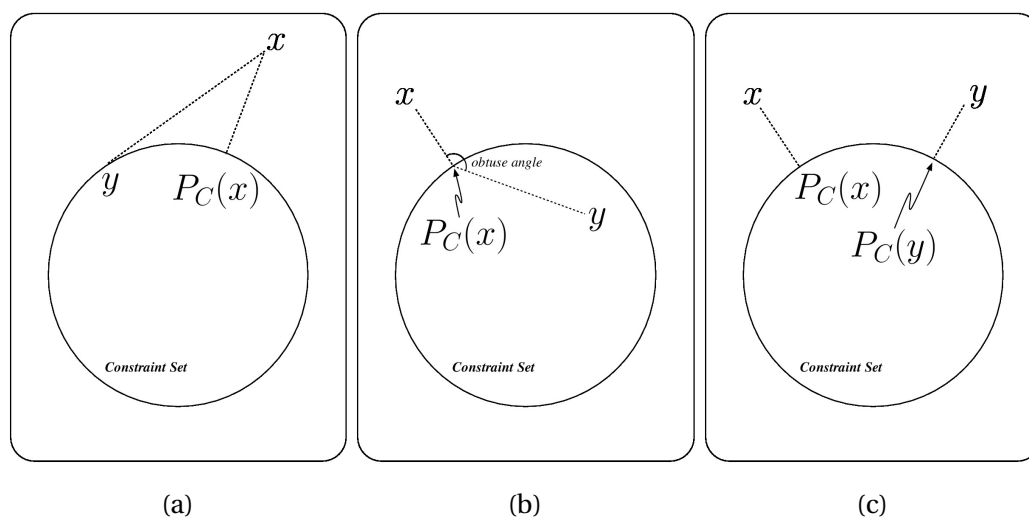 x
y
P_C(x)
Constraint Set
(a)
x
obtuse angle
y
P_C(x)
Constraint Set
(b)
x
y
P_C(x)
P_C(y)
Constraint Set
(c)